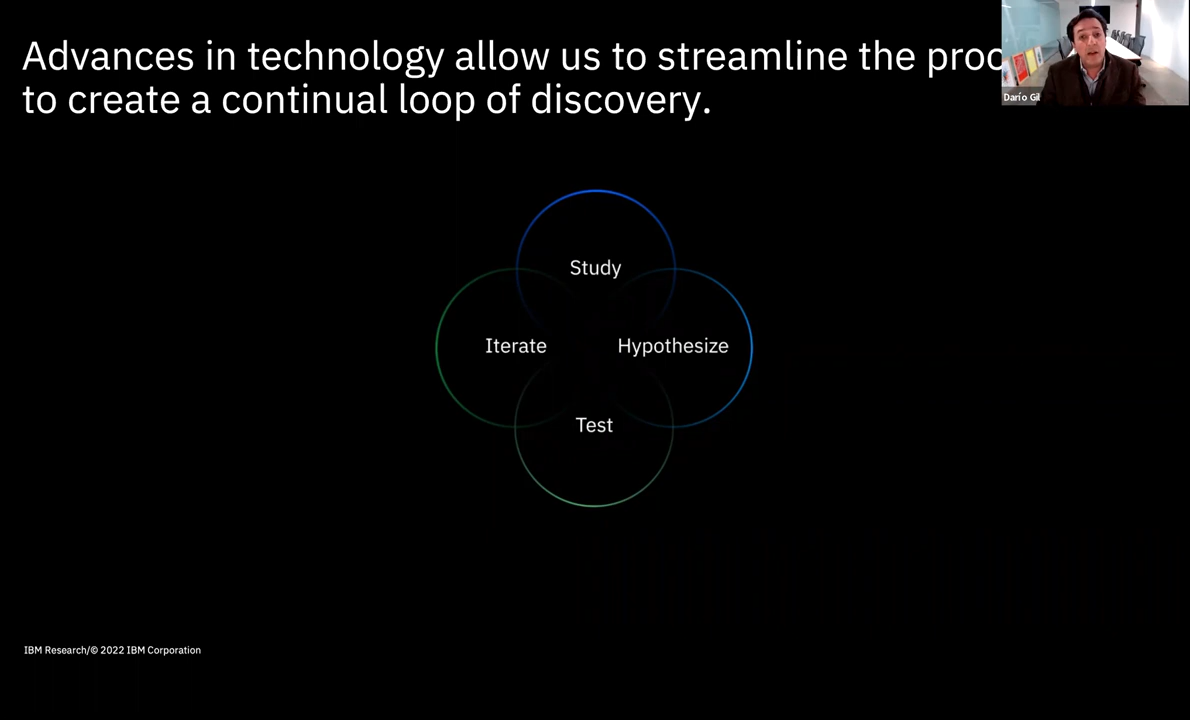 Advances in technology allow us to streamline the proc
to create a continual loop of discovery.
Darío Gil
Study
Iterate
Hypothesize
Test
IBM Research/© 2022 IBM Corporation